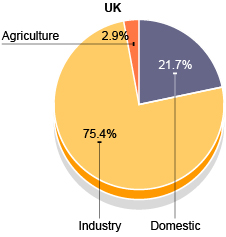 UK
Agriculture
2.9%
21.7%
75.4%
Industry
Domestic